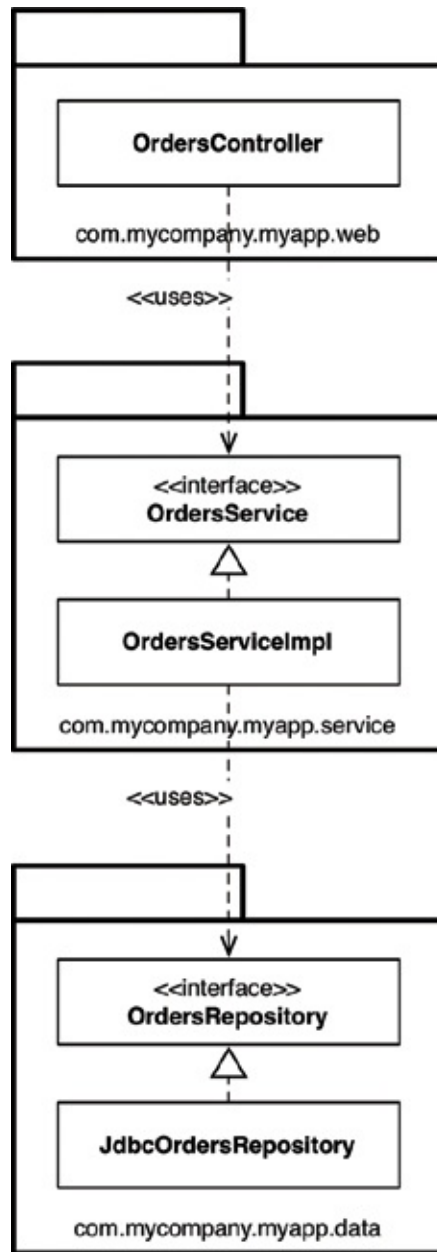 OrdersController
com.mycompany.myapp.web
<<uses>>
<<interface>>
OrdersService
OrdersServiceImpl
com.mycompany.myapp.service
<<uses>>
<<interface>>
OrdersRepository
JdbcOrdersRepository
com.mycompany.myapp.data